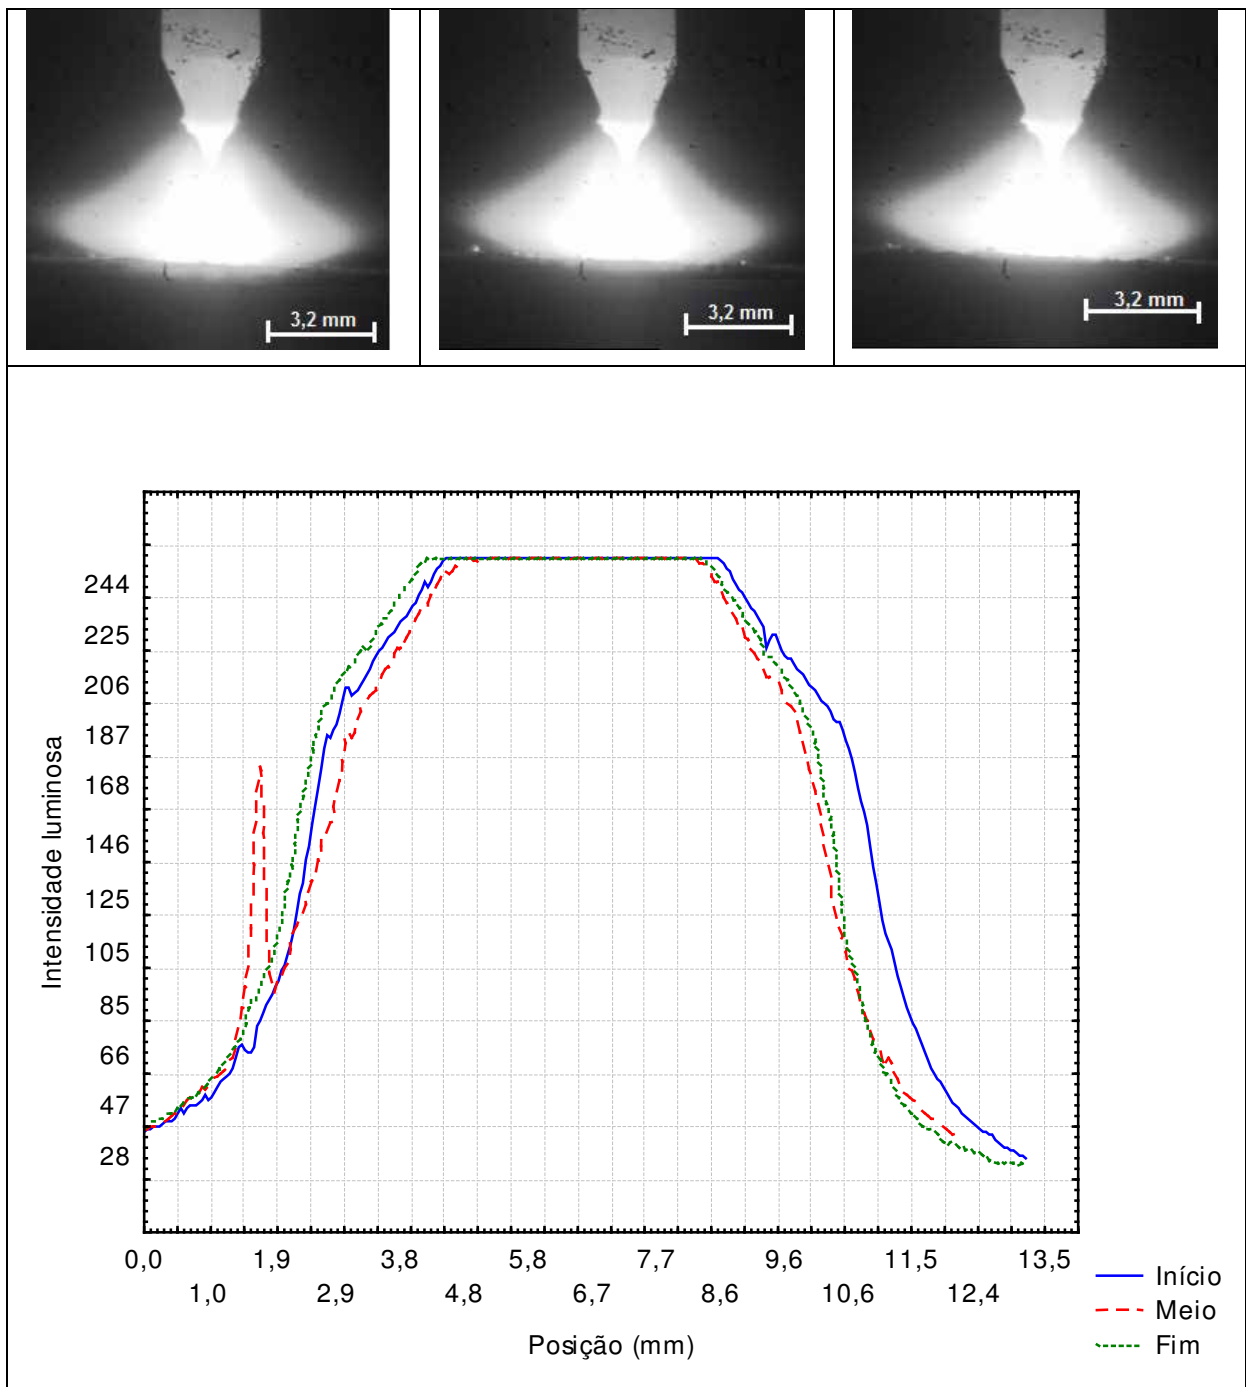 3,2 mm
3,2 mm
3,2 mm
Intensidade luminosa
244
225
206
187
168
146
125
105
85
66
47
28
0,0 1,9 3,8 5,8 7,7 9,6 11,5 13,5
1,0 2,9 4,8 6,7 8,6 10,6 12,4
Posição (mm)
Início
Meio
Fim